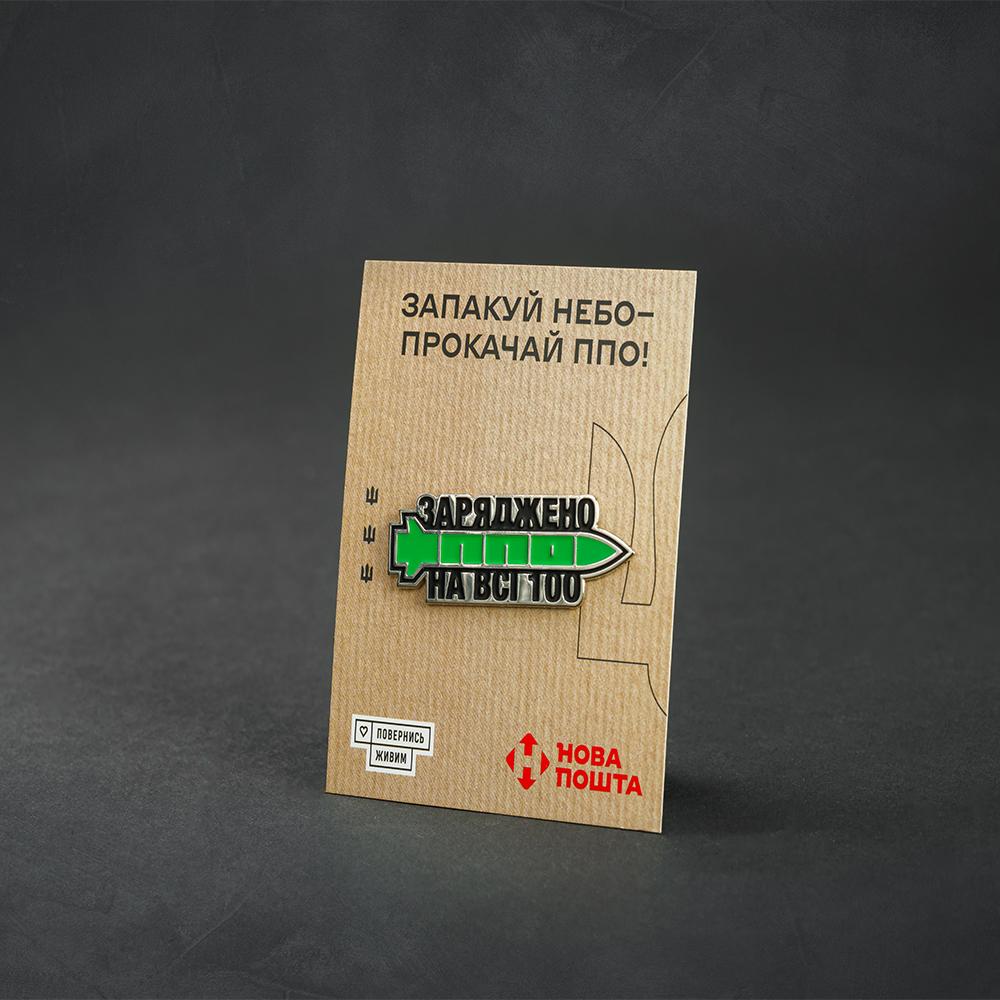 ЗАПАКУЙ НЕБО–
ПРОКАЧАЙ ППО!
ЗАРЯДЖЕНО
ППО
НА ВСІ 100
ПОВЕРНИСЬ
ЖИВИМ
НОВА
ПОШТА